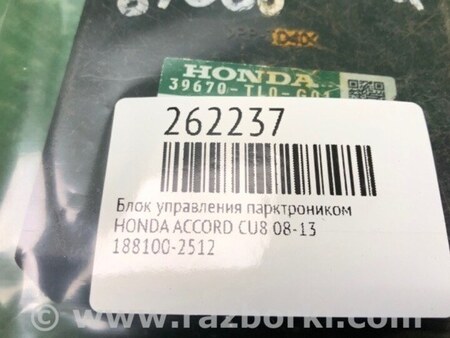 HONDA
39670-TL0-G01
262237
Блок управления парктроником
HONDA ACCORD CU8 08-13
188100-2512
www.razborki.com